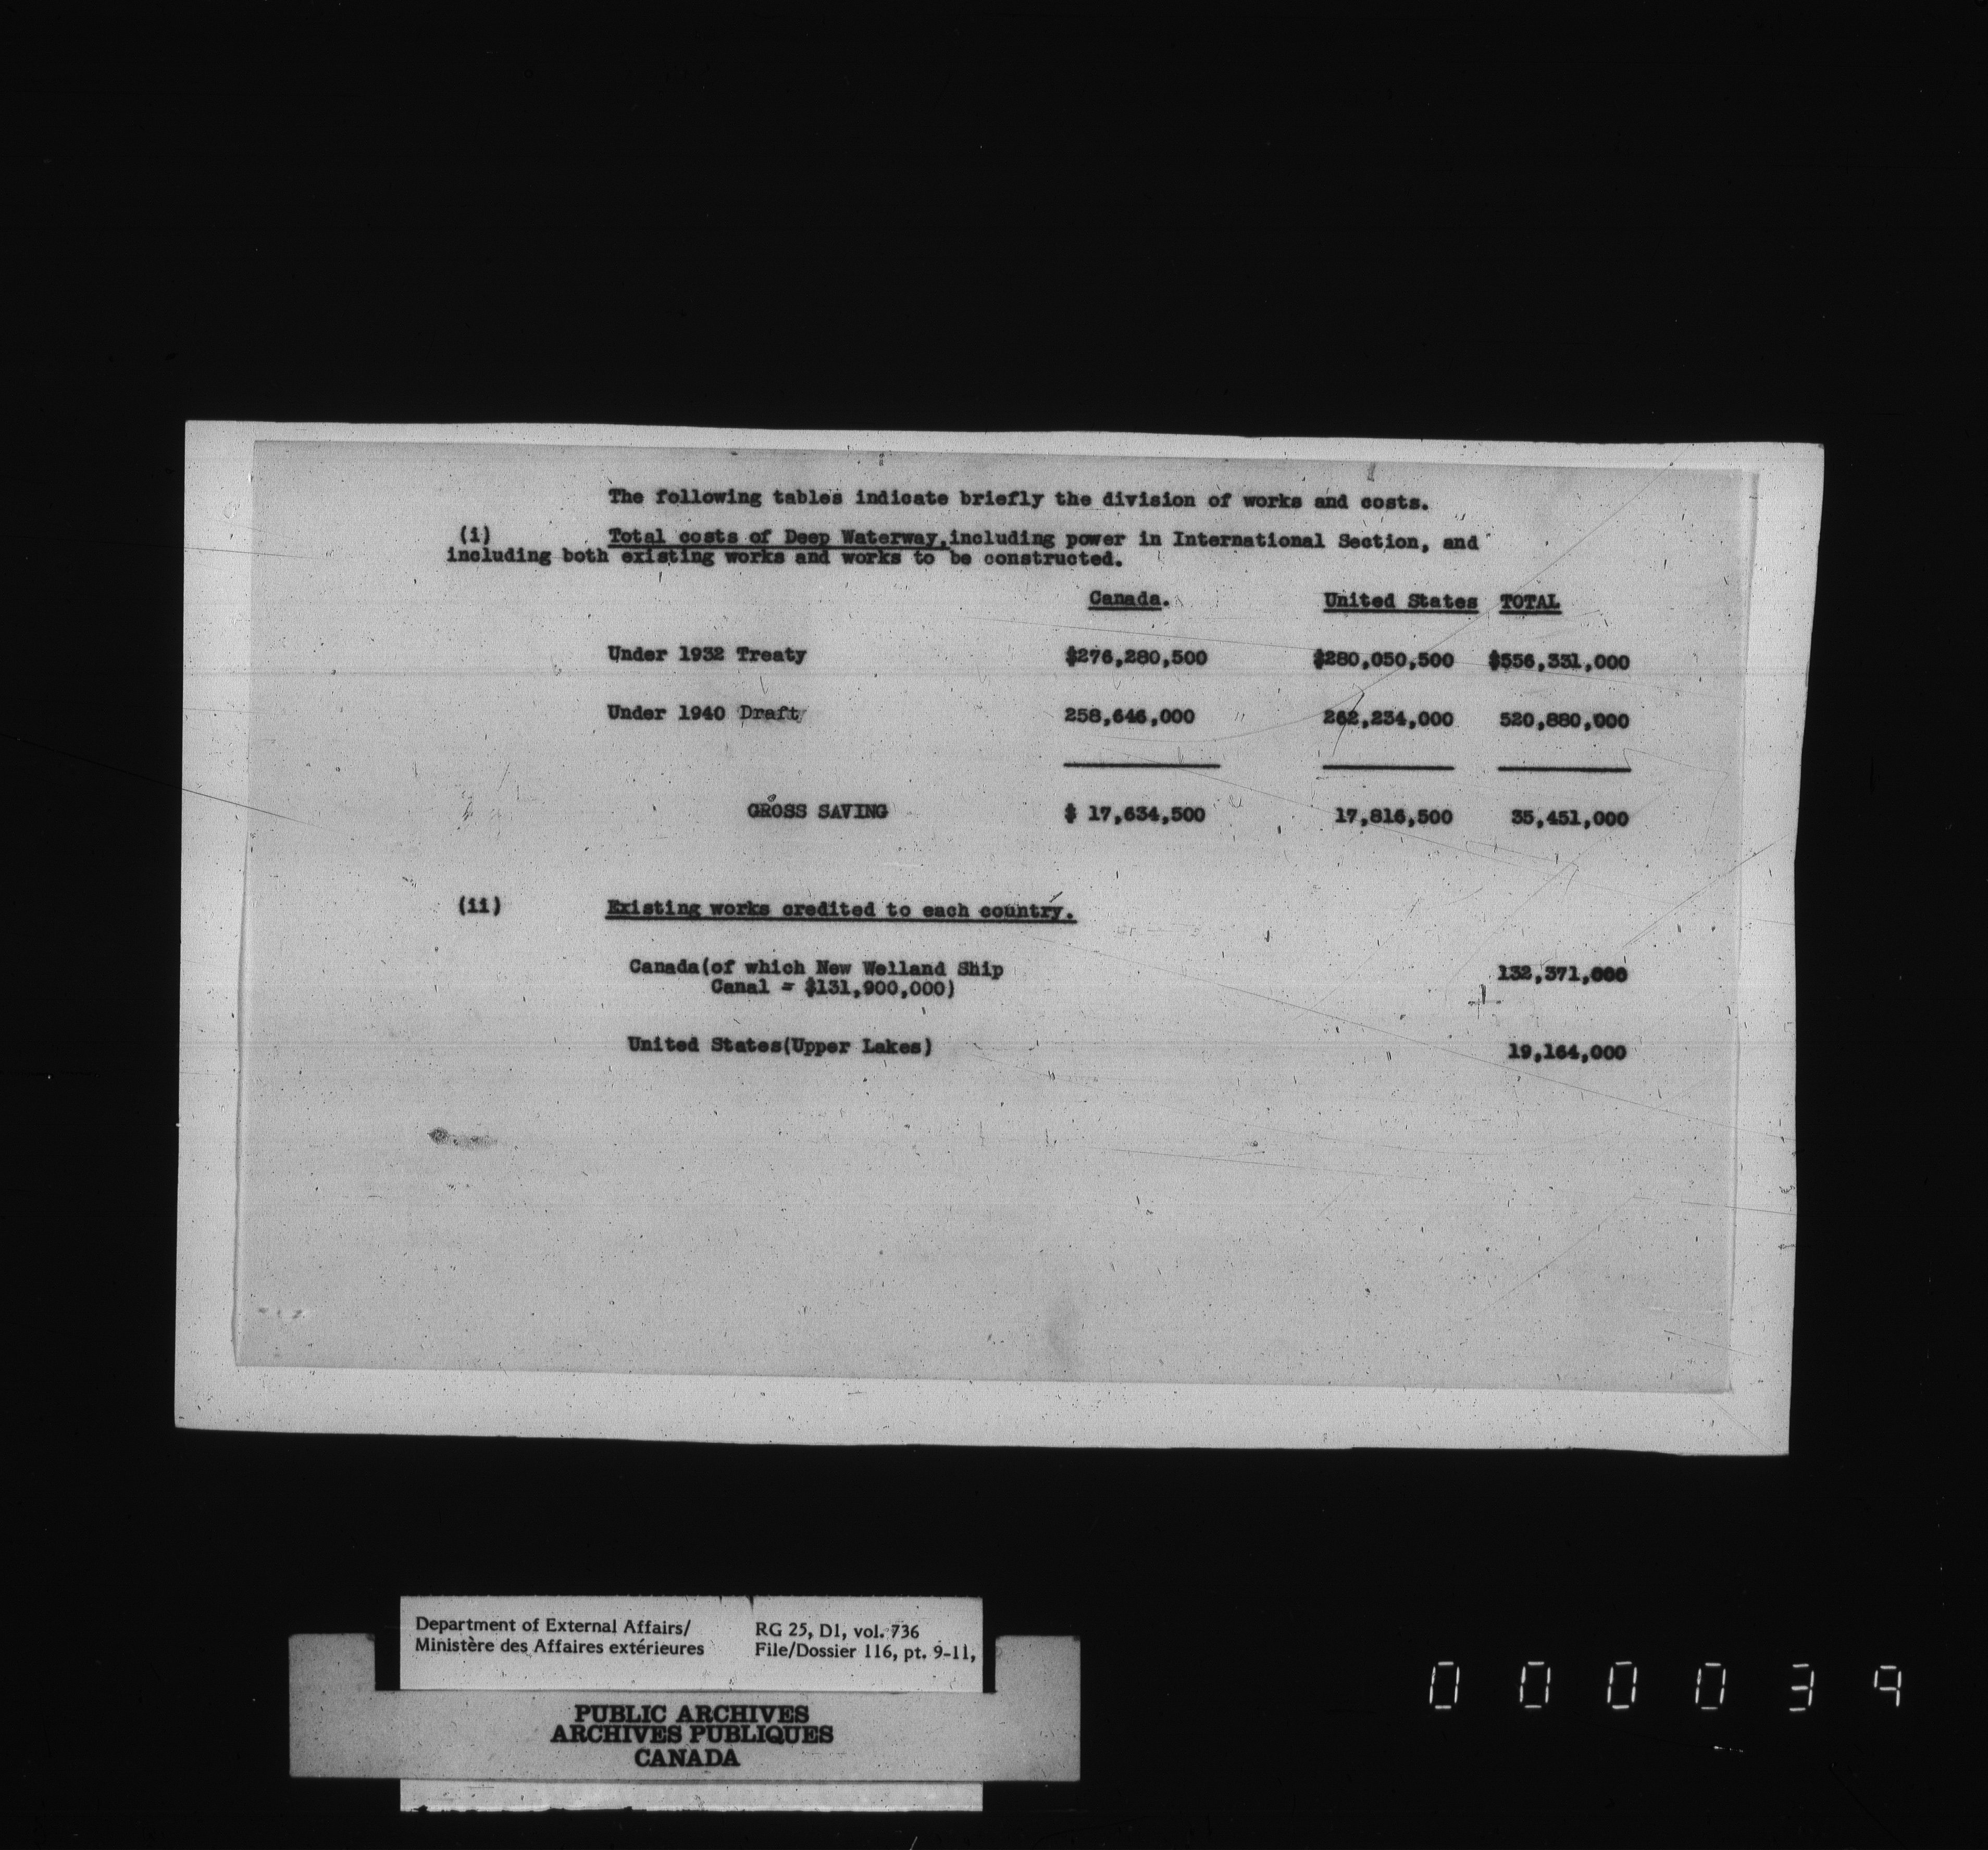 The following tables indicate briefly the division of works and costs.
(i) Total costs of Deep Waterway, including power in International Section, and
including both existing works and works to be constructed.
Canada. United States TOTAL
Under 1932 Treaty $276,280,500 $280,050,500 $556,331,000
Under 1940 Draft 258,646,000 262,234,000 520,880,000
GROSS SAVING $ 17,634,500 17,816,500 35,451,000
(ii) Existing works credited to each country.
Canada(of which New Welland Ship 132,371,000
Canal = $131,900,000)
United States(Upper Lakes) 19,164,000
Department of External Affairs/ RG 25, D1, vol. 736
Ministère des Affaires extérieures File/Dossier 116, pt. 9-11,
PUBLIC ARCHIVES
ARCHIVES PUBLIQUES
CANADA
000039